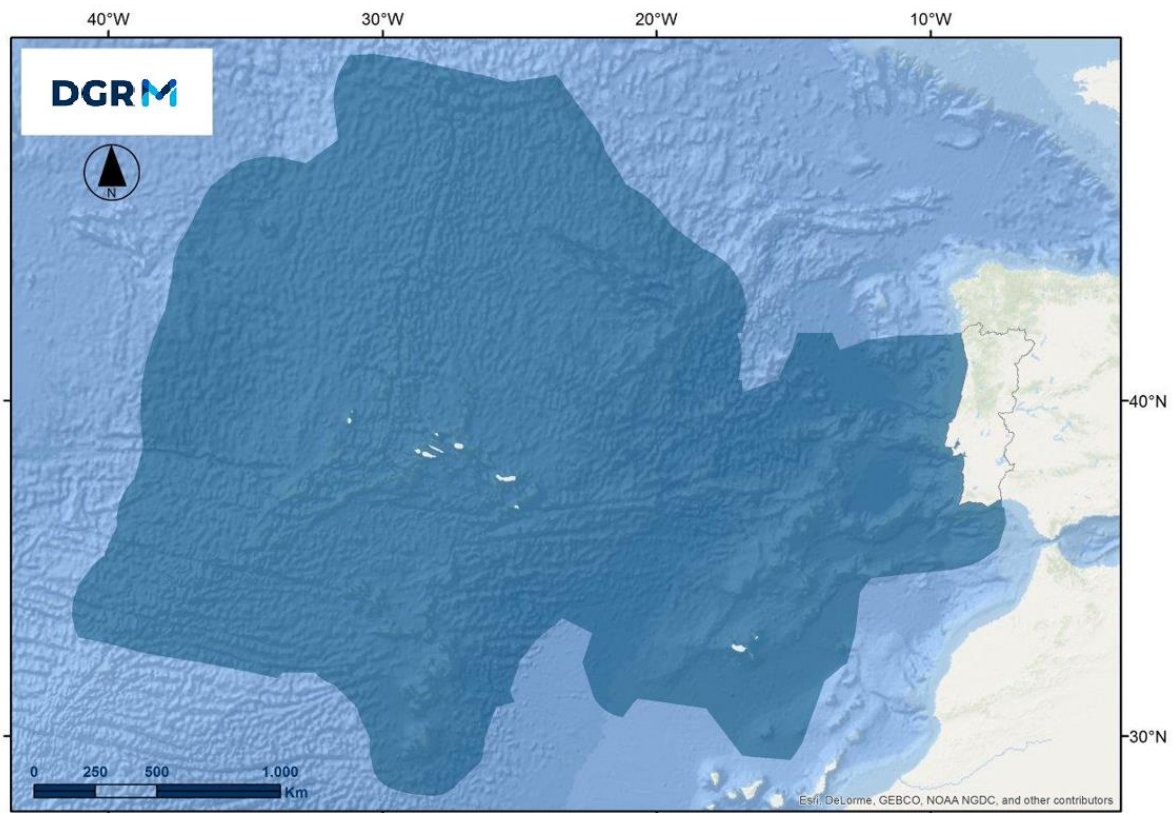 40°W 30°W 20°W 10°W
DGRM
N
40°N
30°N
0 250 500 1.000
Km
Esri, DeLorme, GEBCO, NOAA NGDC, and other contributors